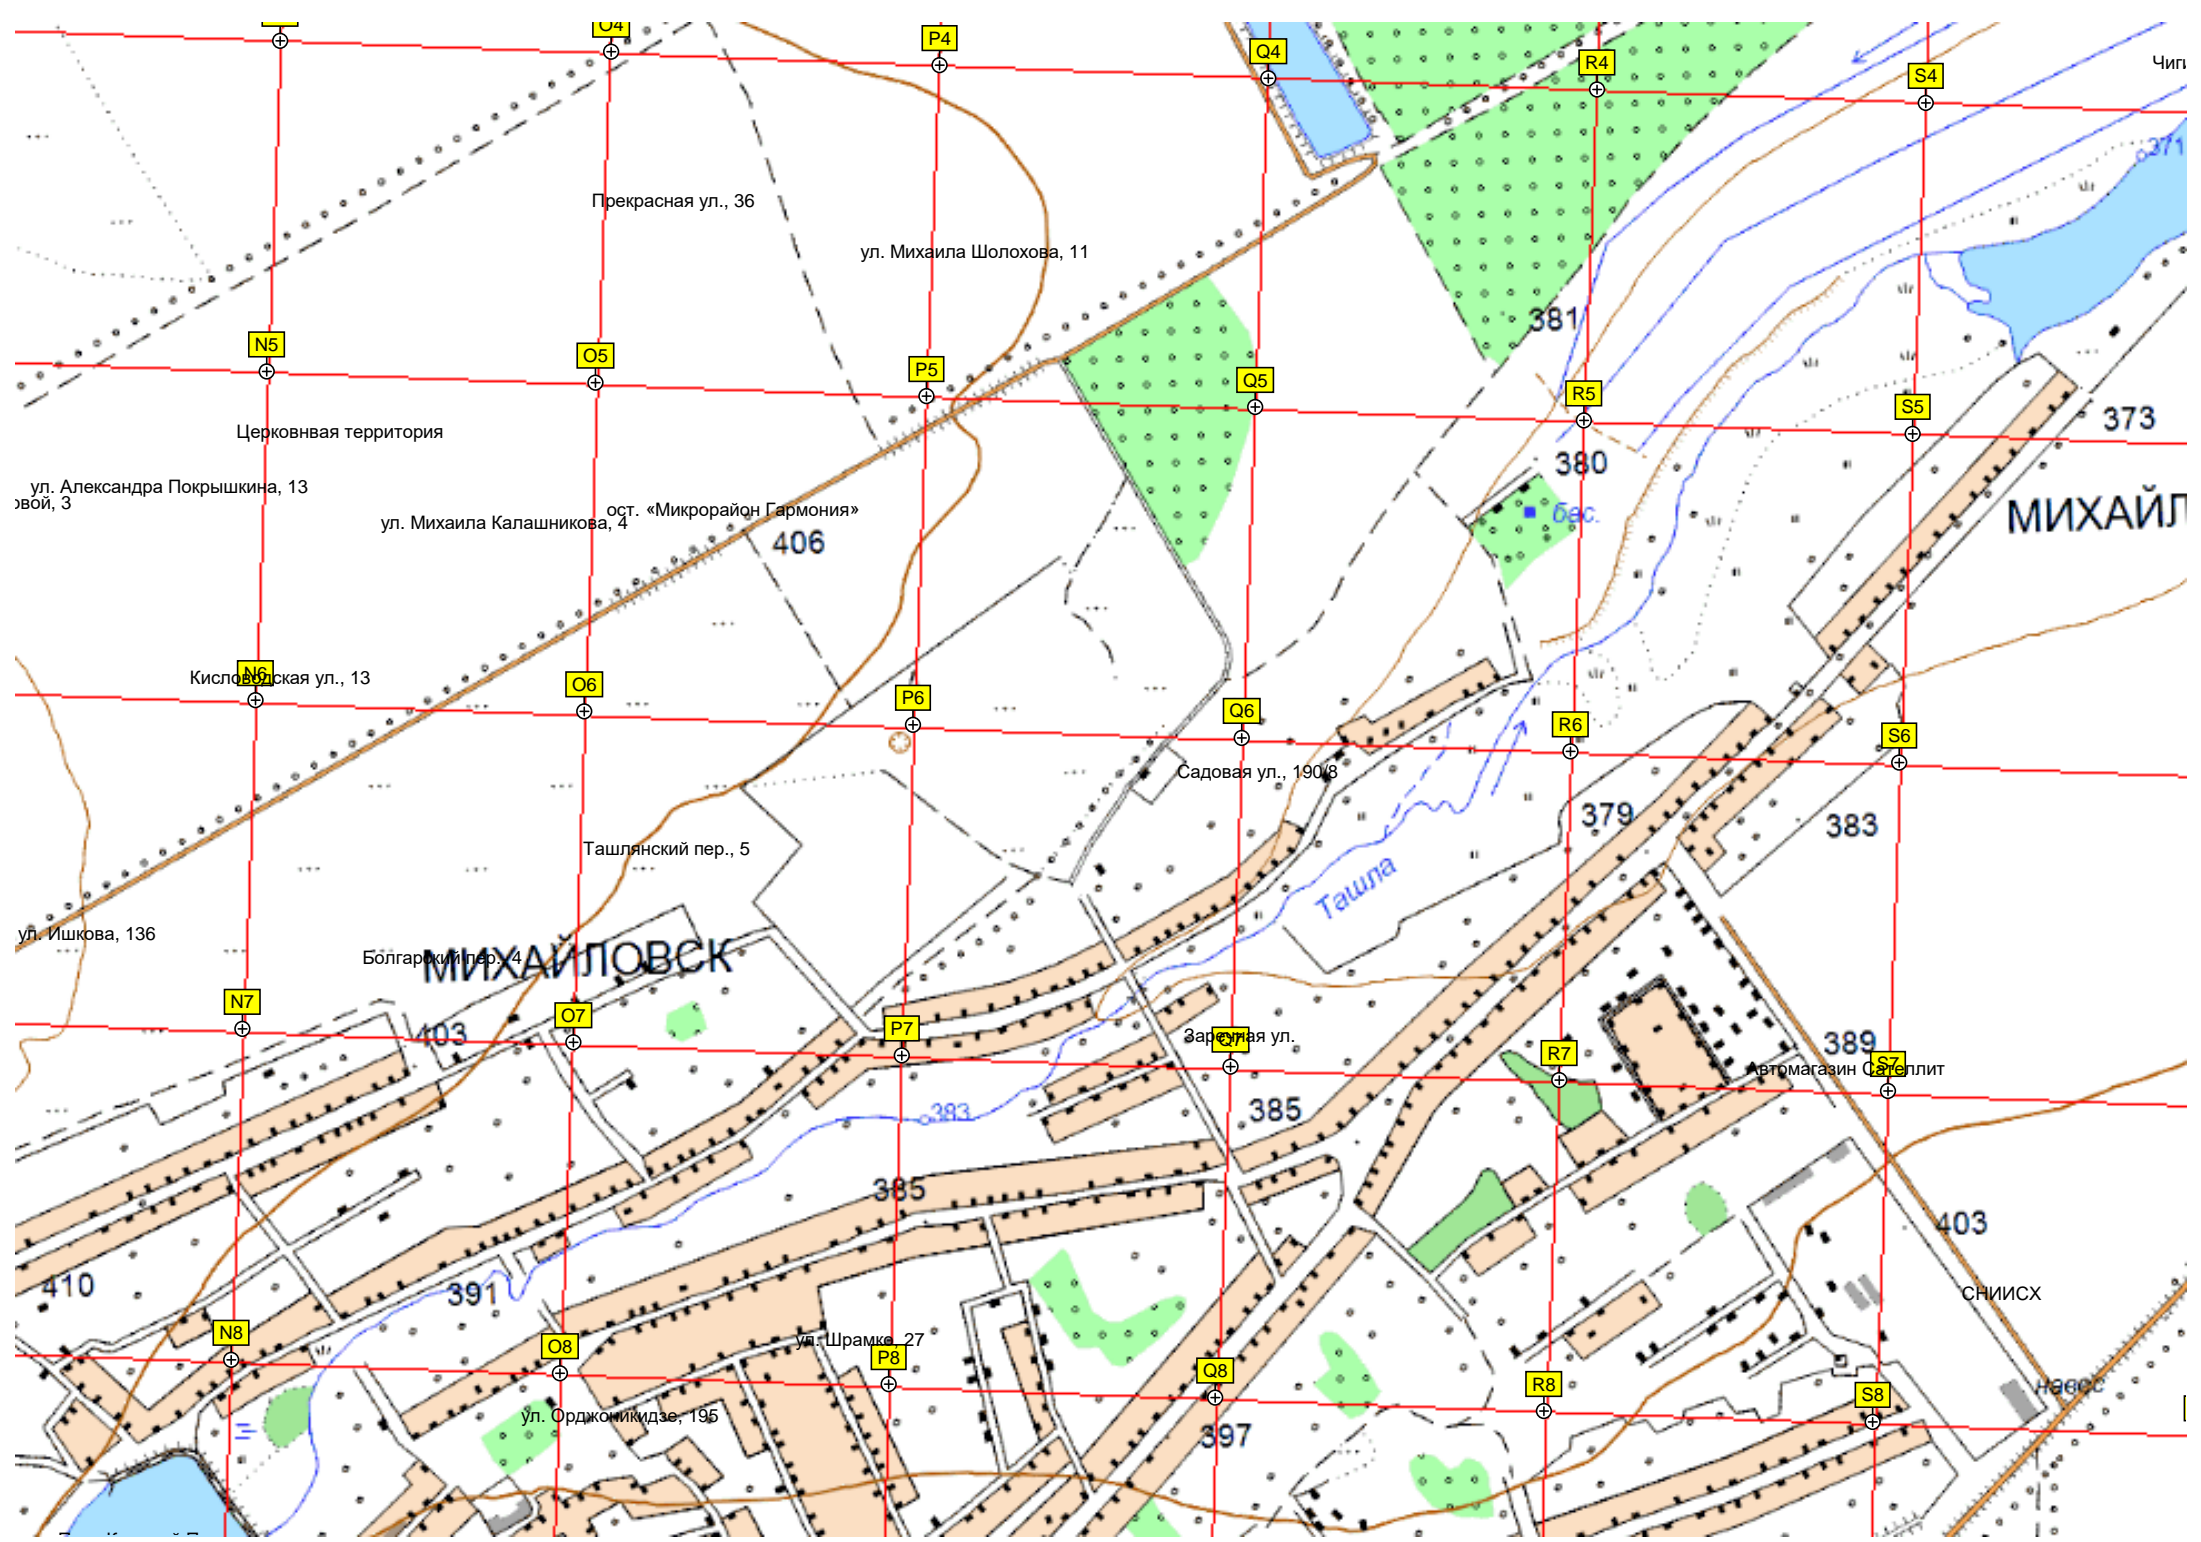 O4
P4
Q4
R4
S4
371
Прекрасная ул., 36
ул. Михаила Шолохова, 11
381
N5
O5
P5
Q5
R5
S5
373
Церковнвая территория
380
ул. Александра Покрышкина, 13
овой, 3
ост. «Микрорайон Гармония»
ул. Михаила Калашникова, 4
406
бас.
МИХАЙЛ
N6
Кисловодская ул., 13
O6
P6
Q6
R6
S6
Садовая ул., 190/8
379
383
Ташлянский пер., 5
Ташла
ул. Ишкова, 136
Болгарский пер., 4
МИХАЙЛОВСК
N7
O7
P7
Q7
R7
S7
403
Заречная ул.
389
Автомагазин Сателлит
383
385
385
403
410
391
СНИИСХ
N8
O8
ул. Шрамко, 27
P8
Q8
R8
S8
навес
ул. Орджоникидзе, 195
397